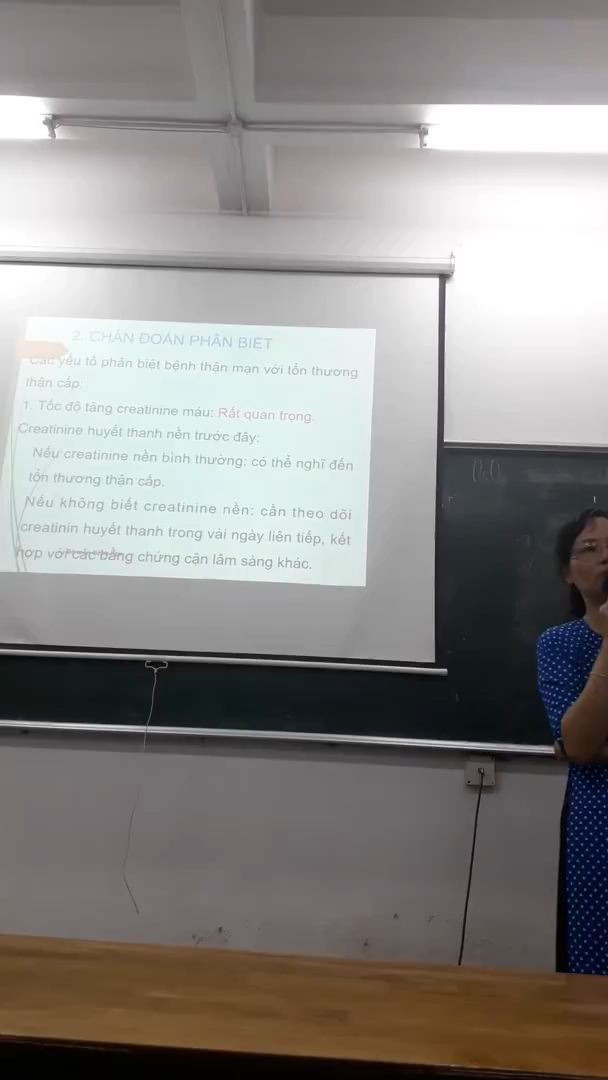 2. CHẨN ĐOÁN PHÂN BIỆT
Các yếu tố phân biệt bệnh thận mạn với tổn thương
thận cấp:
1. Tốc độ tăng creatinine máu: Rất quan trọng.
Creatinine huyết thanh nền trước đây:
Nếu creatinine nền bình thường: có thể nghĩ đến
tổn thương thận cấp.
Nếu không biết creatinine nền: cần theo dõi
creatinin huyết thanh trong vài ngày liên tiếp, kết
hợp với các bằng chứng cận lâm sàng khác.